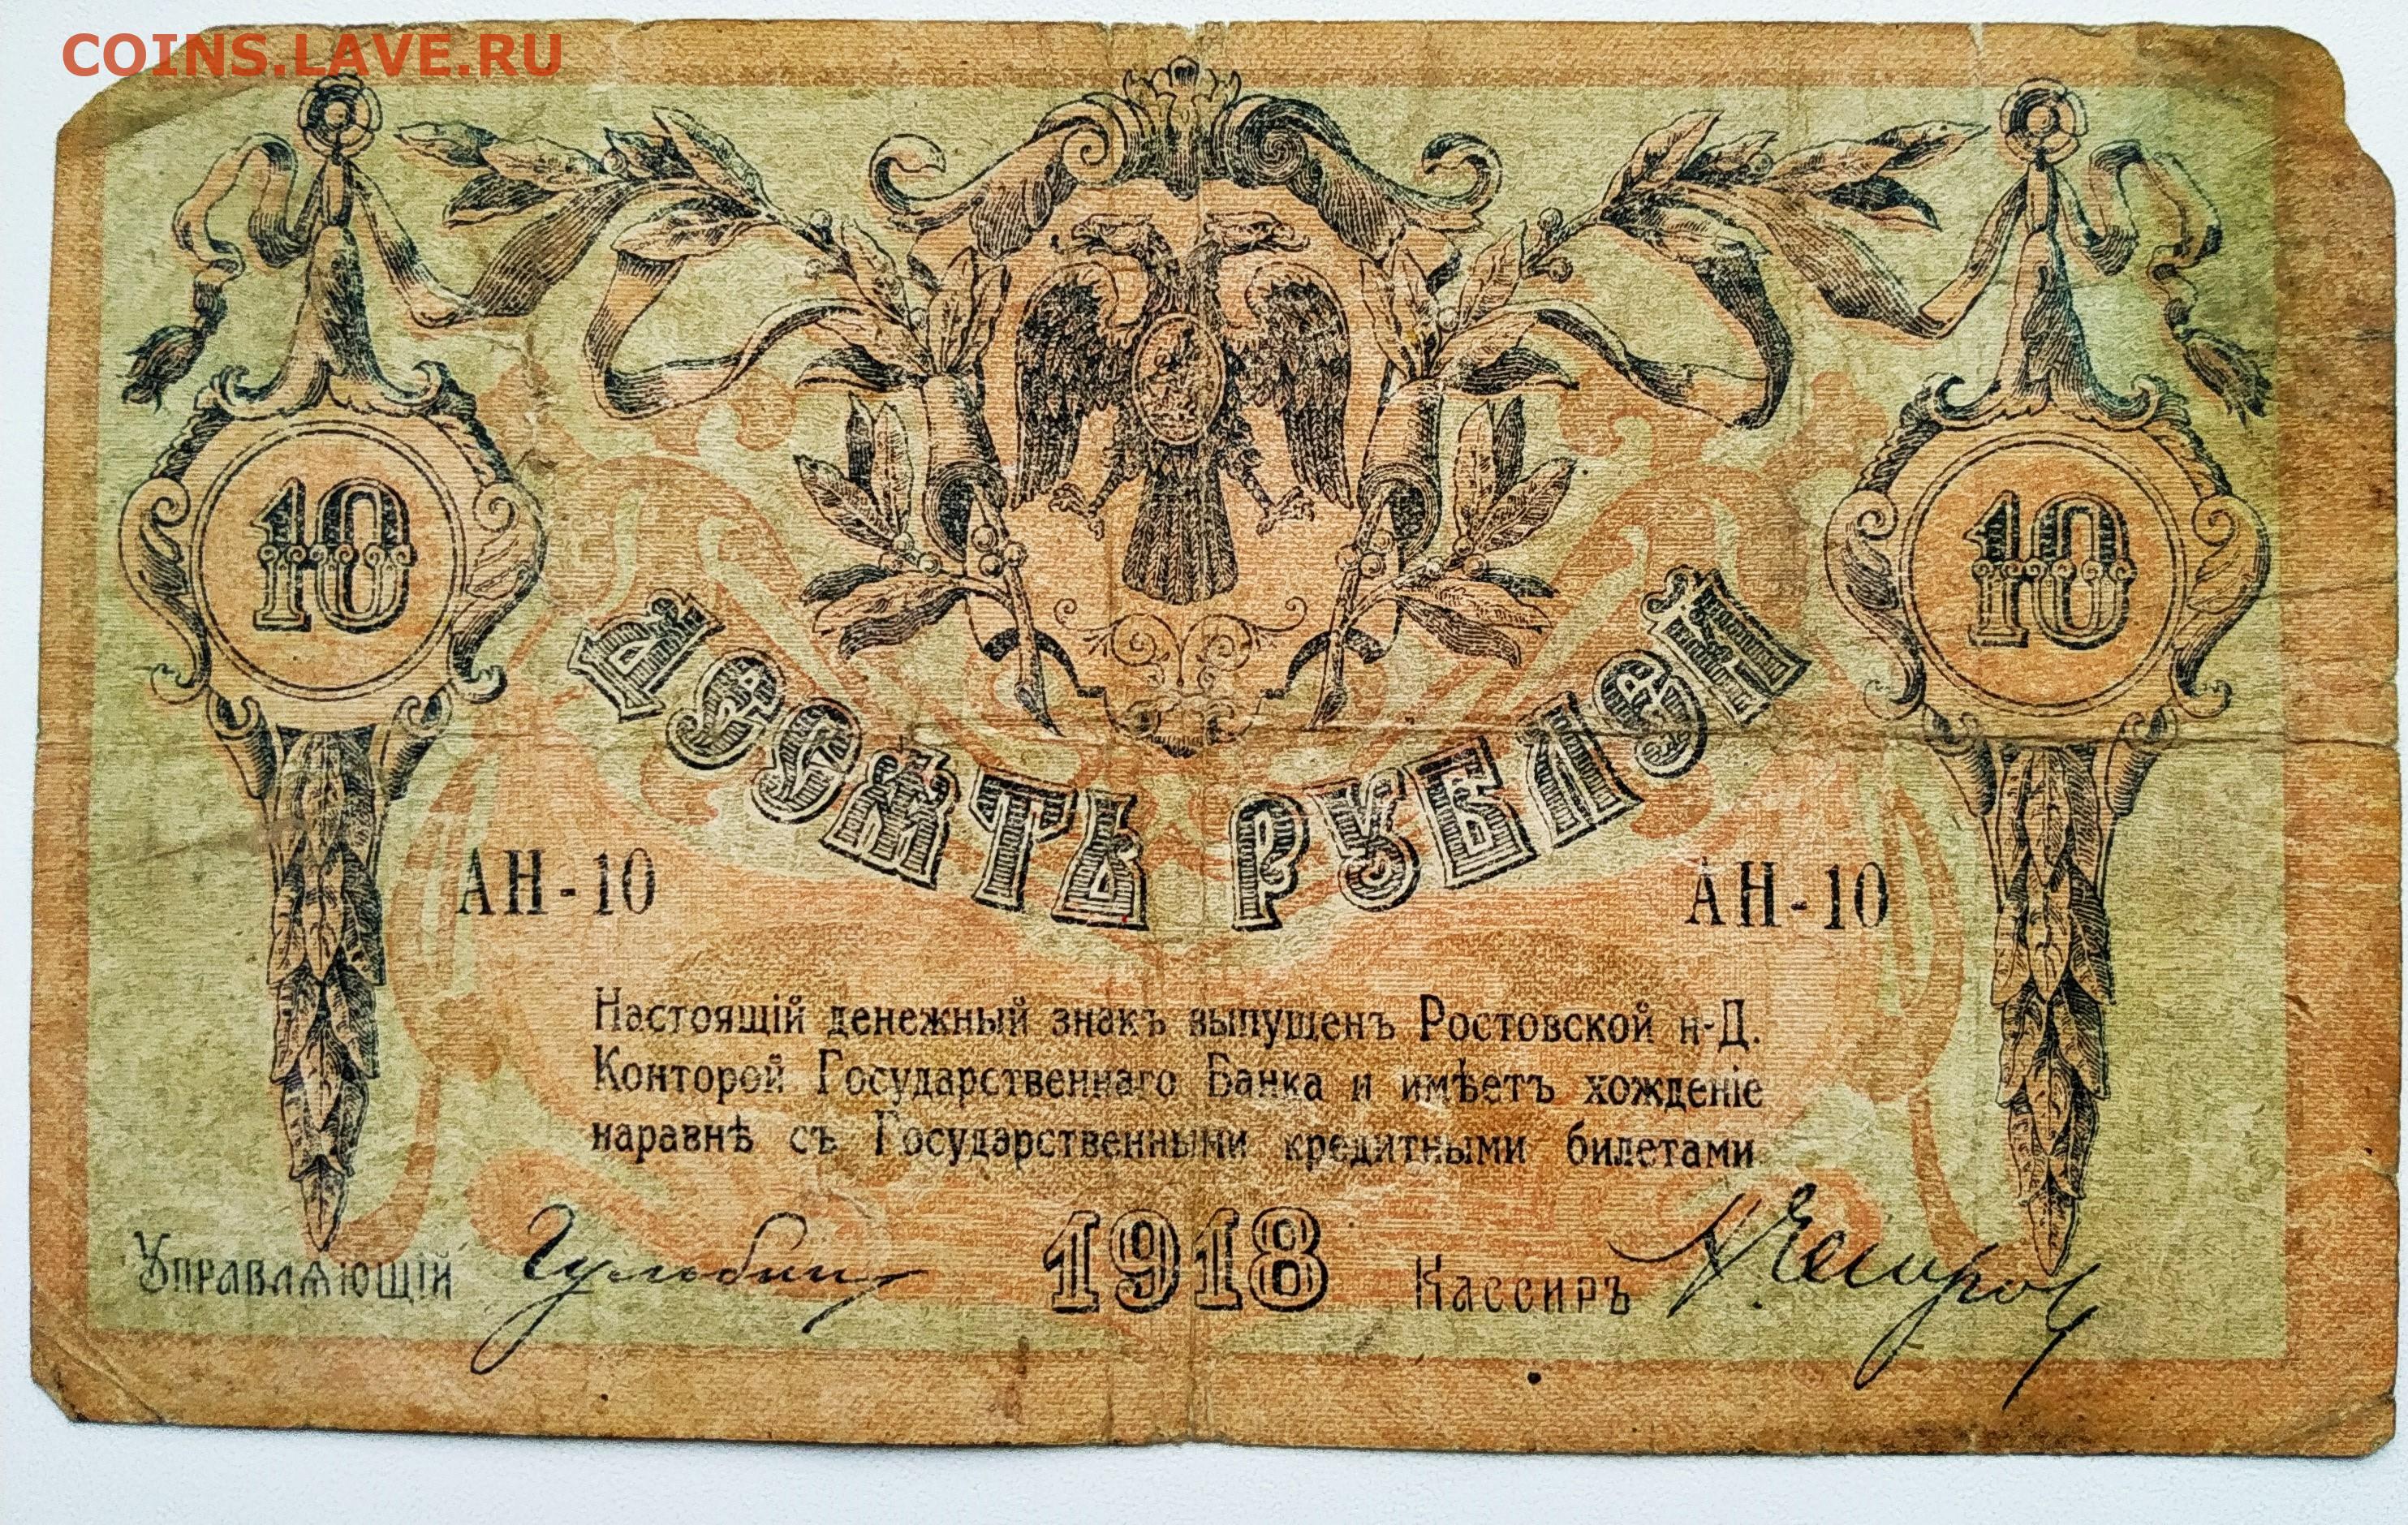 COINS.LAVE.RU
10 10
ДЕСЯТЬ РУБЛЕЙ
АН-10 АН-10
Настоящій денежный знакъ выпущенъ Ростовской н-Д.
Конторой Государственнаго Банка и имѣетъ хожденіе
наравнѣ съ Государственными кредитными билетами
Управляющій 1918 Кассиръ